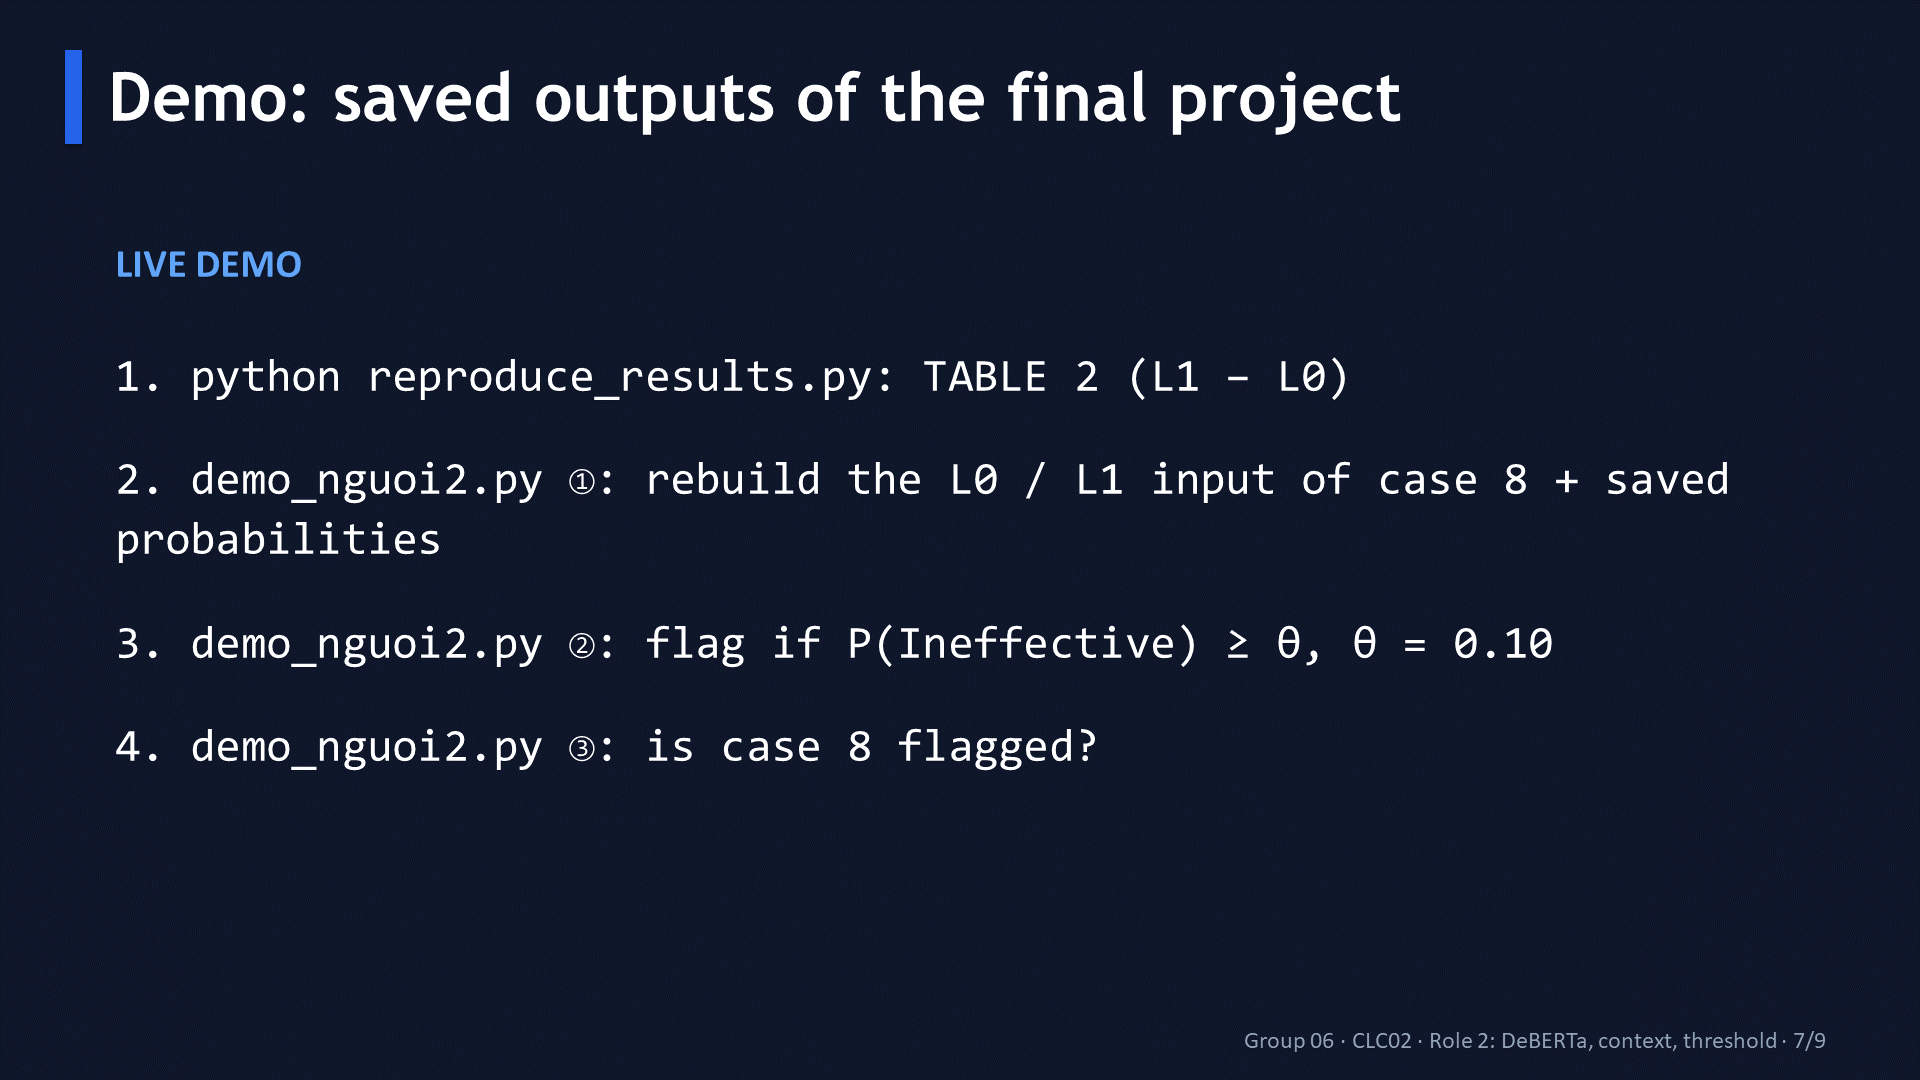 Demo: saved outputs of the final project
LIVE DEMO
1. python reproduce_results.py: TABLE 2 (L1 – L0)
2. demo_nguoi2.py ①: rebuild the L0 / L1 input of case 8 + saved
probabilities
3. demo_nguoi2.py ②: flag if P(Ineffective) ≥ θ, θ = 0.10
4. demo_nguoi2.py ③: is case 8 flagged?
Group 06 · CLC02 · Role 2: DeBERTa, context, threshold · 7/9